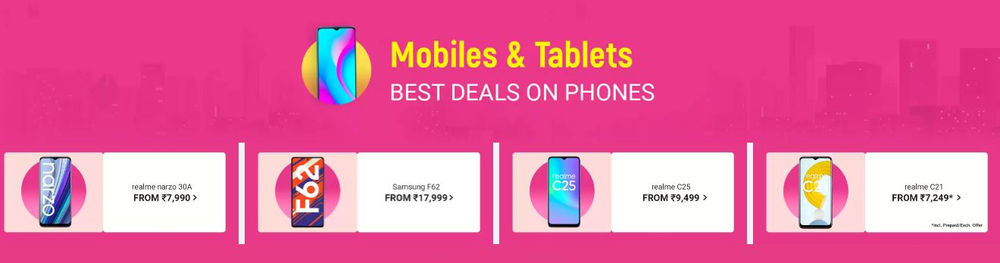 Mobiles & Tablets
BEST DEALS ON PHONES
narzo
realme narzo 30A
FROM ₹7,990 >
F62
Samsung F62
FROM ₹17,999 >
realme
C25
realme C25
FROM ₹9,499 >
realme
realme C21
FROM ₹7,249* >
*Incl. Prepaid/Exch. Offer